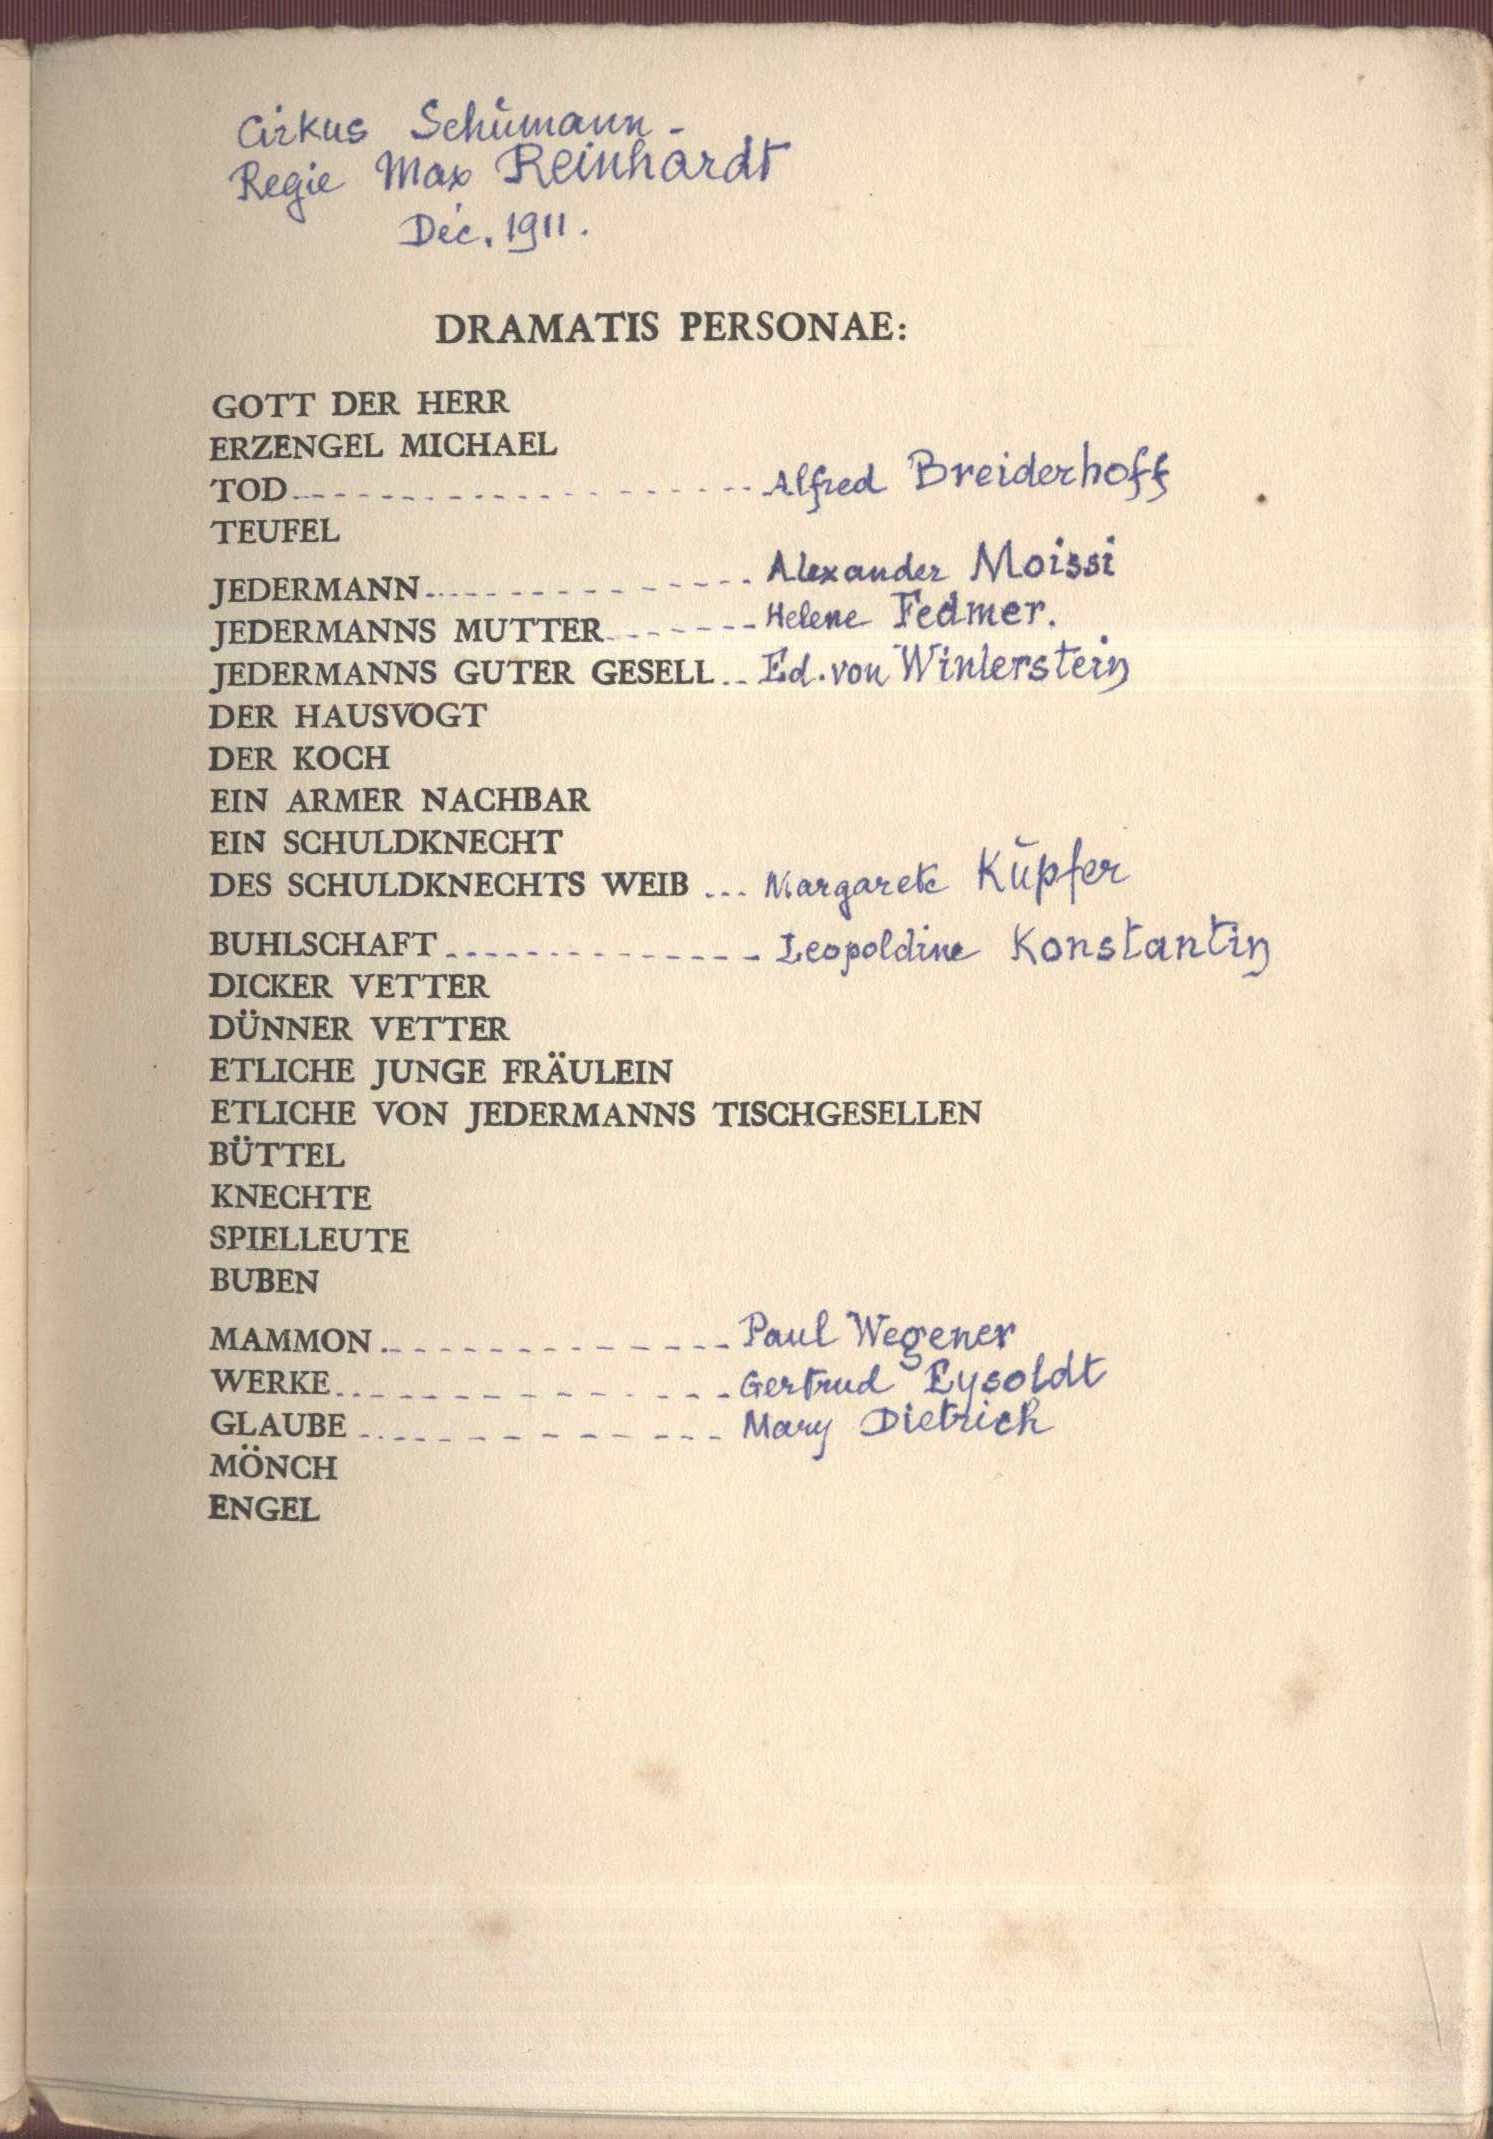 Cirkus Schumann -
Regie Max Reinhardt
Déc. 1911.
DRAMATIS PERSONAE:
GOTT DER HERR
ERZENGEL MICHAEL
TOD Alfred Breiderhoff
TEUFEL
JEDERMANN Alexander Moissi
JEDERMANNS MUTTER Helene Fedmer.
JEDERMANNS GUTER GESELL Ed. von Winterstein
DER HAUSVOGT
DER KOCH
EIN ARMER NACHBAR
EIN SCHULDKNECHT
DES SCHULDKNECHTS WEIB ... Margarete Kupfer
BUHLSCHAFT Leopoldine Konstantin
DICKER VETTER
DÜNNER VETTER
ETLICHE JUNGE FRÄULEIN
ETLICHE VON JEDERMANNS TISCHGESELLEN
BÜTTEL
KNECHTE
SPIELLEUTE
BUBEN
MAMMON Paul Wegener
WERKE Gertrud Eysoldt
GLAUBE Mary Dietrich
MÖNCH
ENGEL